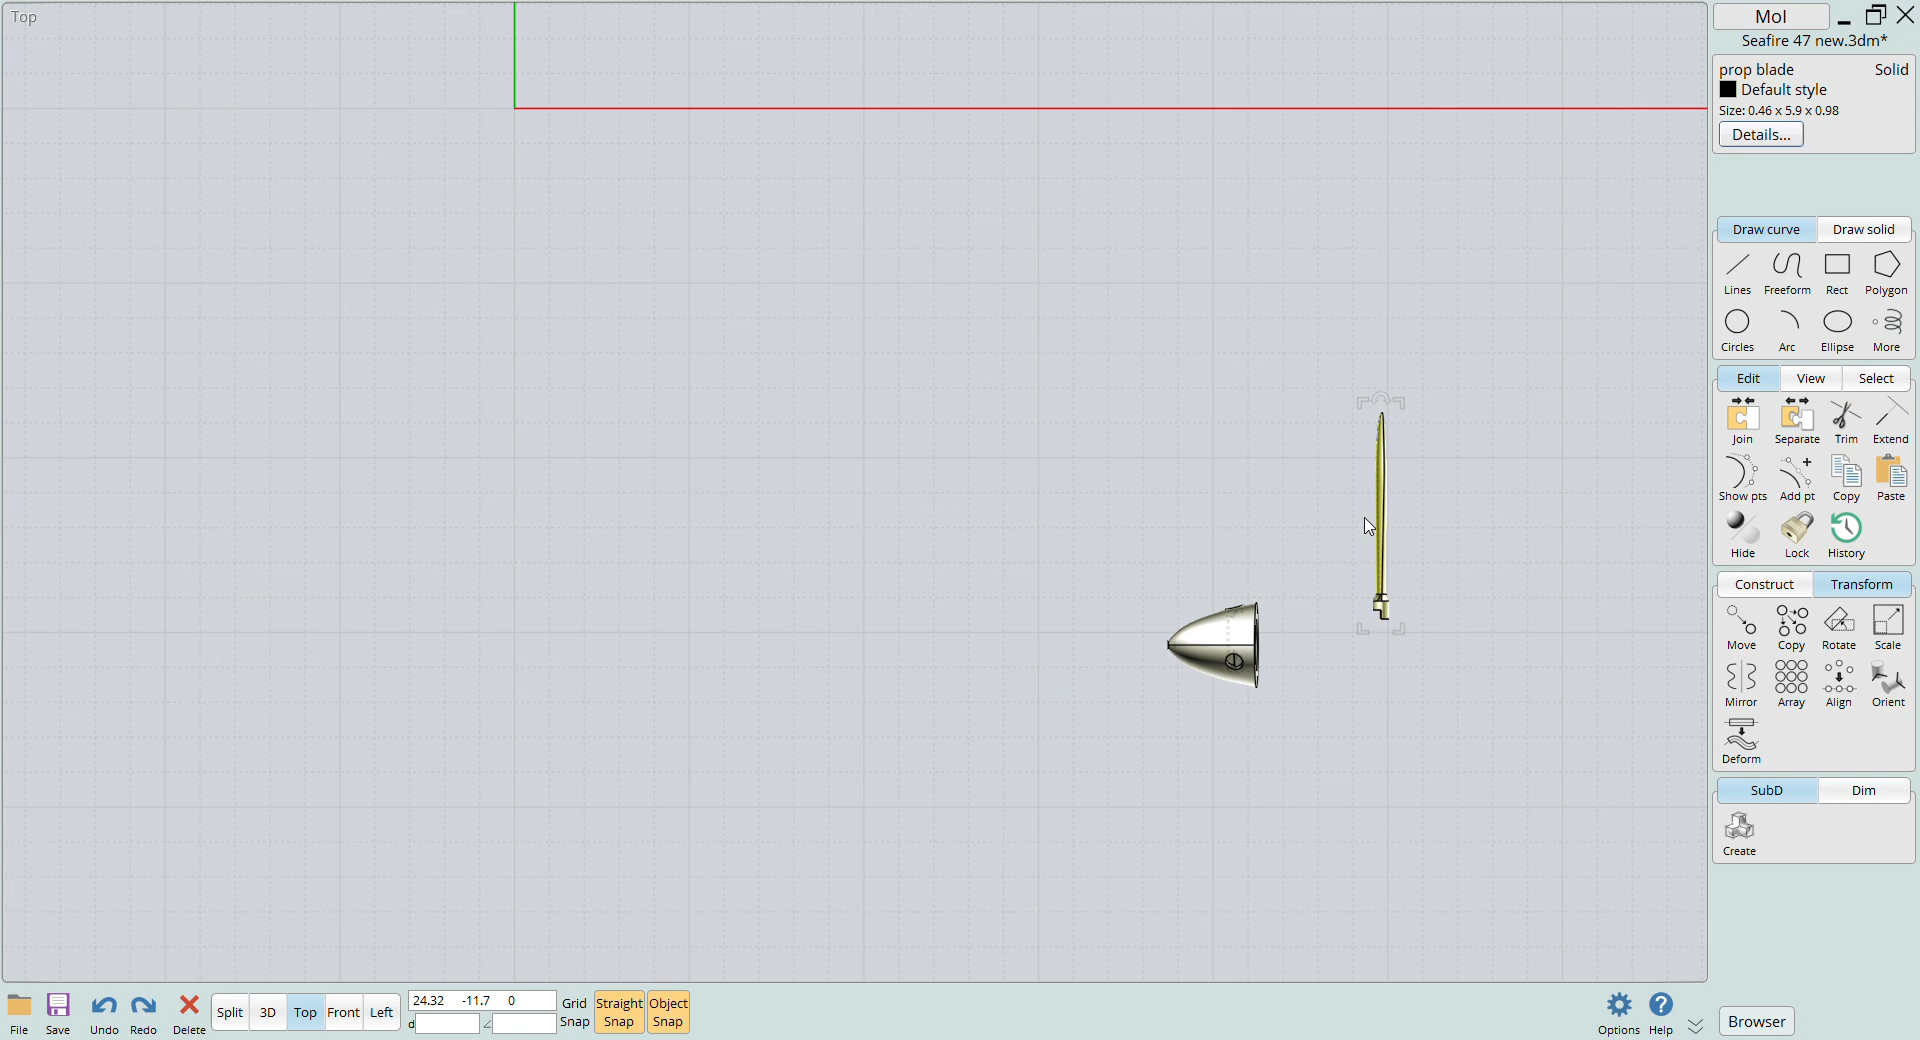 Top
MoI
Seafire 47 new.3dm*
prop blade Solid
Default style
Size: 0.46 x 5.9 x 0.98
Details...
Draw curve Draw solid
Lines Freeform Rect Polygon
Circles Arc Ellipse More
Edit View Select
Join Separate Trim Extend
Show pts Add pt Copy Paste
Hide Lock History
Construct Transform
Move Copy Rotate Scale
Mirror Array Align Orient
Deform
SubD Dim
Create
File Save Undo Redo Delete
Split 3D Top Front Left
24.32 -11.7 0
d
Grid
Snap
Straight
Snap
Object
Snap
Options Help
Browser